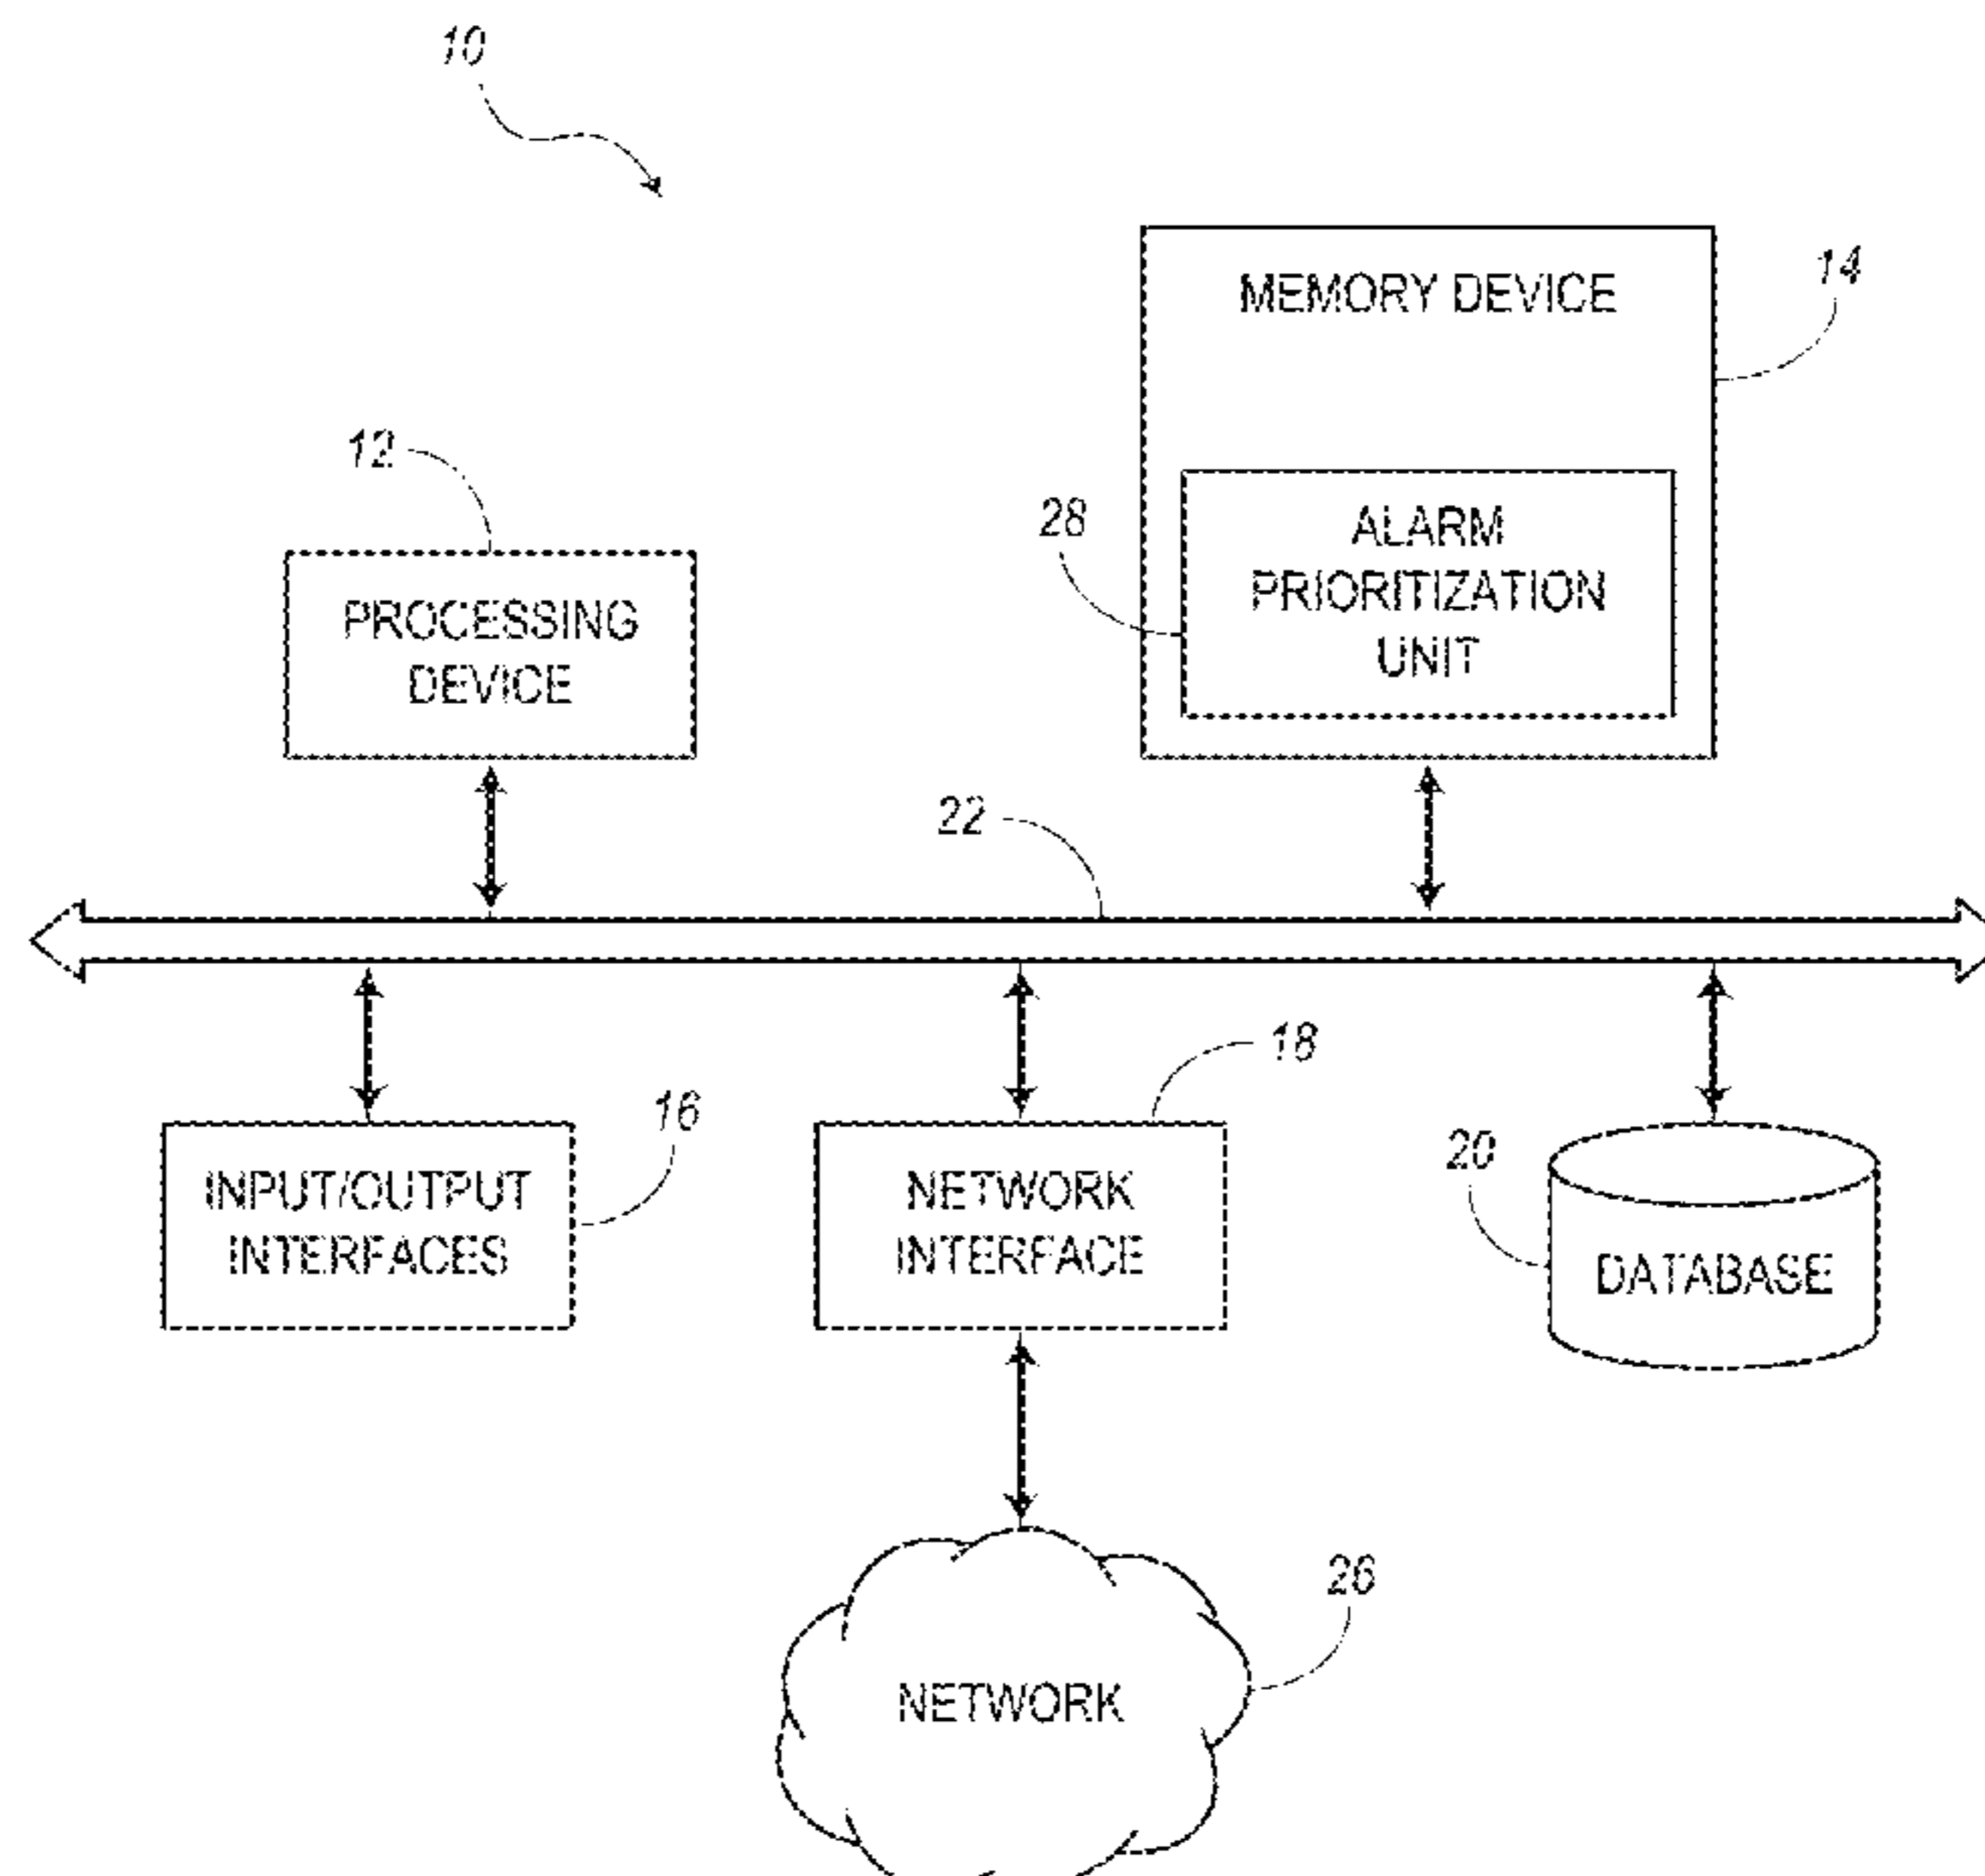 10
MEMORY DEVICE
14
12
28
ALARM
PRIORITIZATION
UNIT
PROCESSING
DEVICE
22
18
16
20
INPUT/OUTPUT
INTERFACES
NETWORK
INTERFACE
DATABASE
26
NETWORK